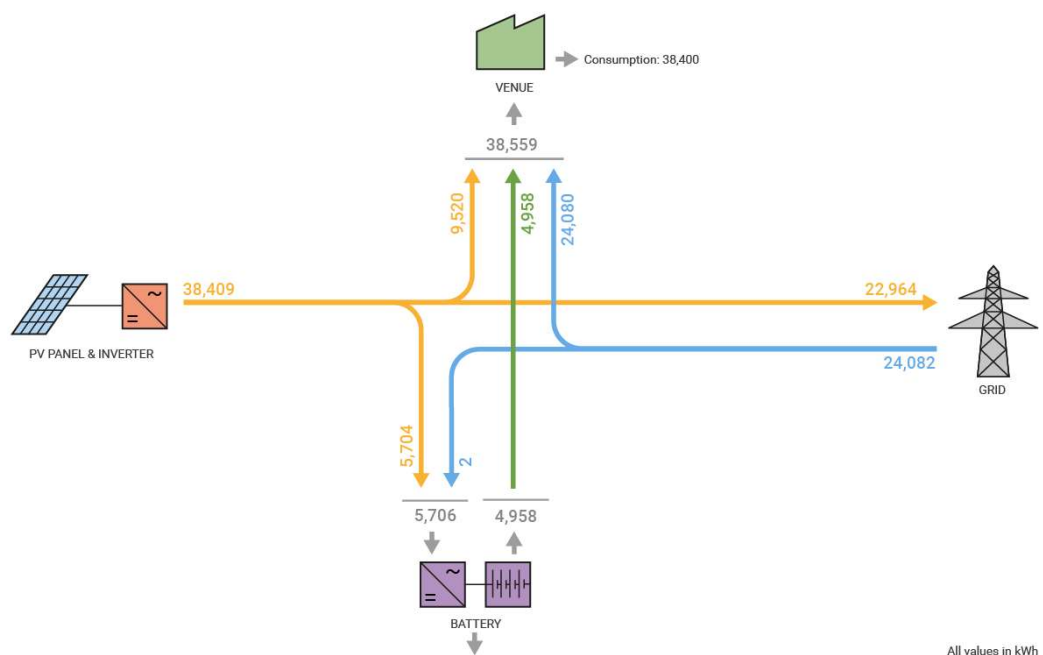 Consumption: 38,400
VENUE
38,559
9,520
4,958
24,080
38,409
22,964
PV PANEL & INVERTER
24,082
GRID
5,704
2
5,706
4,958
BATTERY
All values in kWh